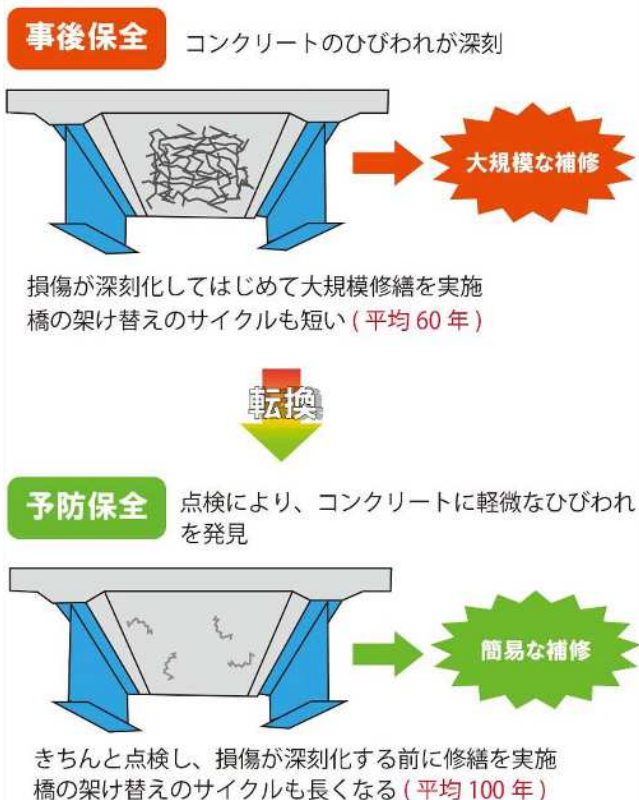 事後保全
コンクリートのひびわれが深刻
大規模な補修
損傷が深刻化してはじめて大規模修繕を実施
橋の架け替えのサイクルも短い ( 平均 60 年 )
転換
予防保全
点検により、コンクリートに軽微なひびわれ
を発見
簡易な補修
きちんと点検し、損傷が深刻化する前に修繕を実施
橋の架け替えのサイクルも長くなる ( 平均 100 年 )